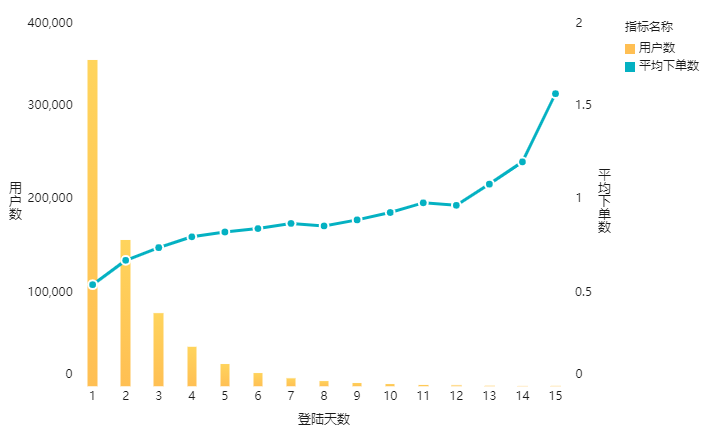 400,000
300,000
200,000
100,000
0
用户数
2
1.5
1
0.5
0
平均下单数
1 2 3 4 5 6 7 8 9 10 11 12 13 14 15
登陆天数
指标名称
用户数
平均下单数